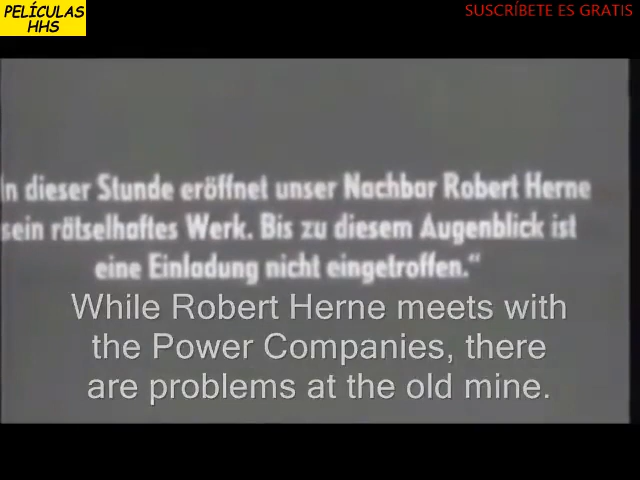 PELÍCULAS
HHS
SUSCRÍBETE ES GRATIS
In dieser Stunde eröffnet unser Nachbar Robert Herne
sein rätselhaftes Werk. Bis zu diesem Augenblick ist
eine Einladung nicht eingetroffen.“
While Robert Herne meets with
the Power Companies, there
are problems at the old mine.